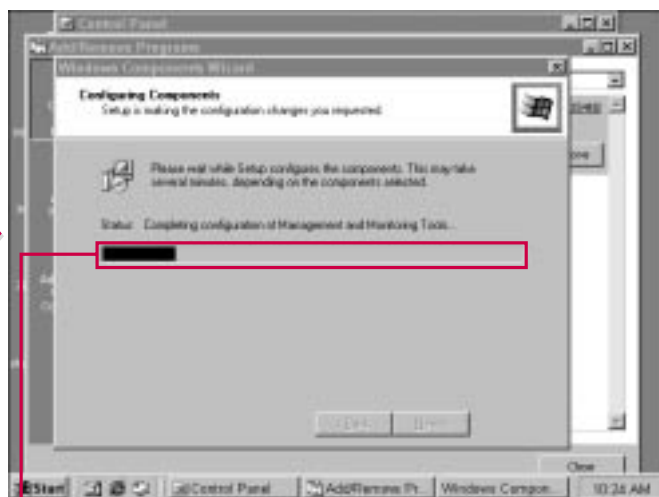 Control Panel
Add/Remove Programs
Windows Components Wizard
Configuring Components
Setup is making the configuration changes you requested.
Please wait while Setup configures the components. This may take
several minutes, depending on the components selected.
Status: Completing configuration of Management and Monitoring Tools...
< Back Next >
Close
Start Control Panel Add/Remove Pr... Windows Compon... 10:24 AM